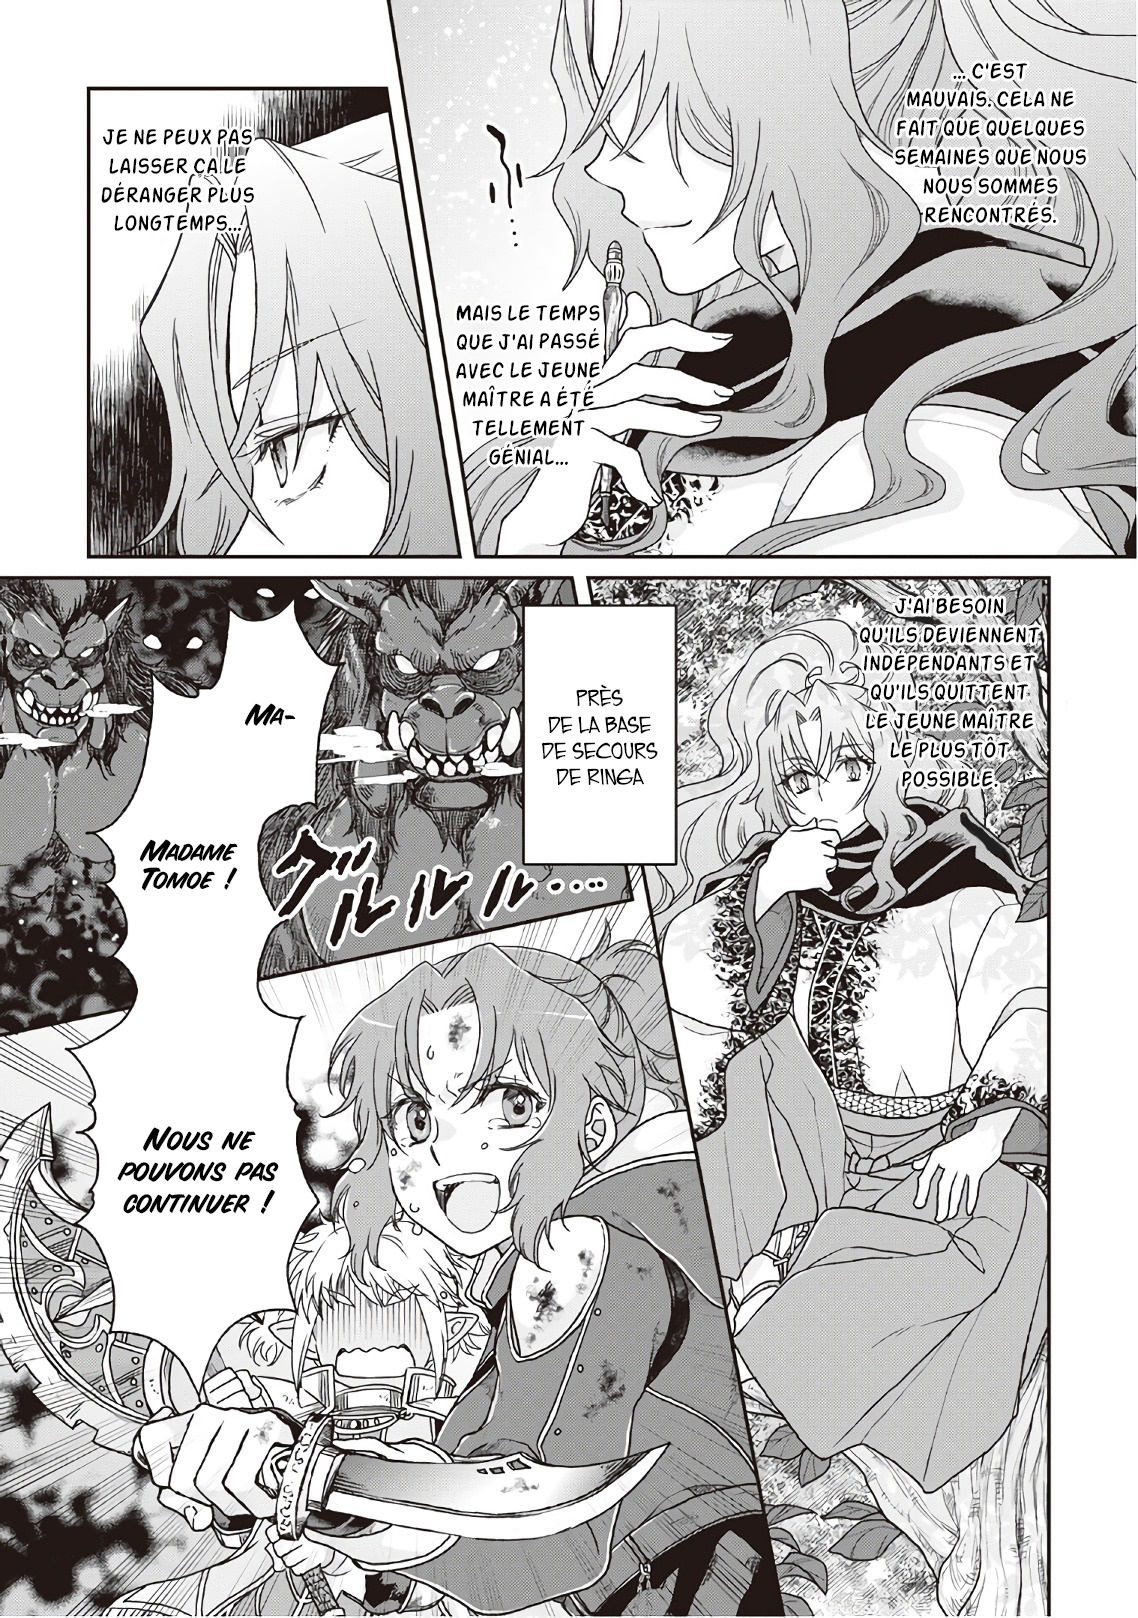 ... C'EST
MAUVAIS. CELA NE
FAIT QUE QUELQUES
SEMAINES QUE NOUS
NOUS SOMMES
RENCONTRÉS.
MAIS LE TEMPS
QUE J'AI PASSÉ
AVEC LE JEUNE
MAÎTRE A ÉTÉ
TELLEMENT
GÉNIAL...
JE NE PEUX PAS
LAISSER ÇA LE
DÉRANGER PLUS
LONGTEMPS...
J'AI BESOIN
QU'ILS DEVIENNENT
INDÉPENDANTS ET
QU'ILS QUITTENT
LE JEUNE MAÎTRE
LE PLUS TÔT
POSSIBLE.
PRÈS
DE LA BASE
DE SECOURS
DE RINGA
グルルルル・・・・
MA-
MADAME
TOMOE !
NOUS NE
POUVONS PAS
CONTINUER !